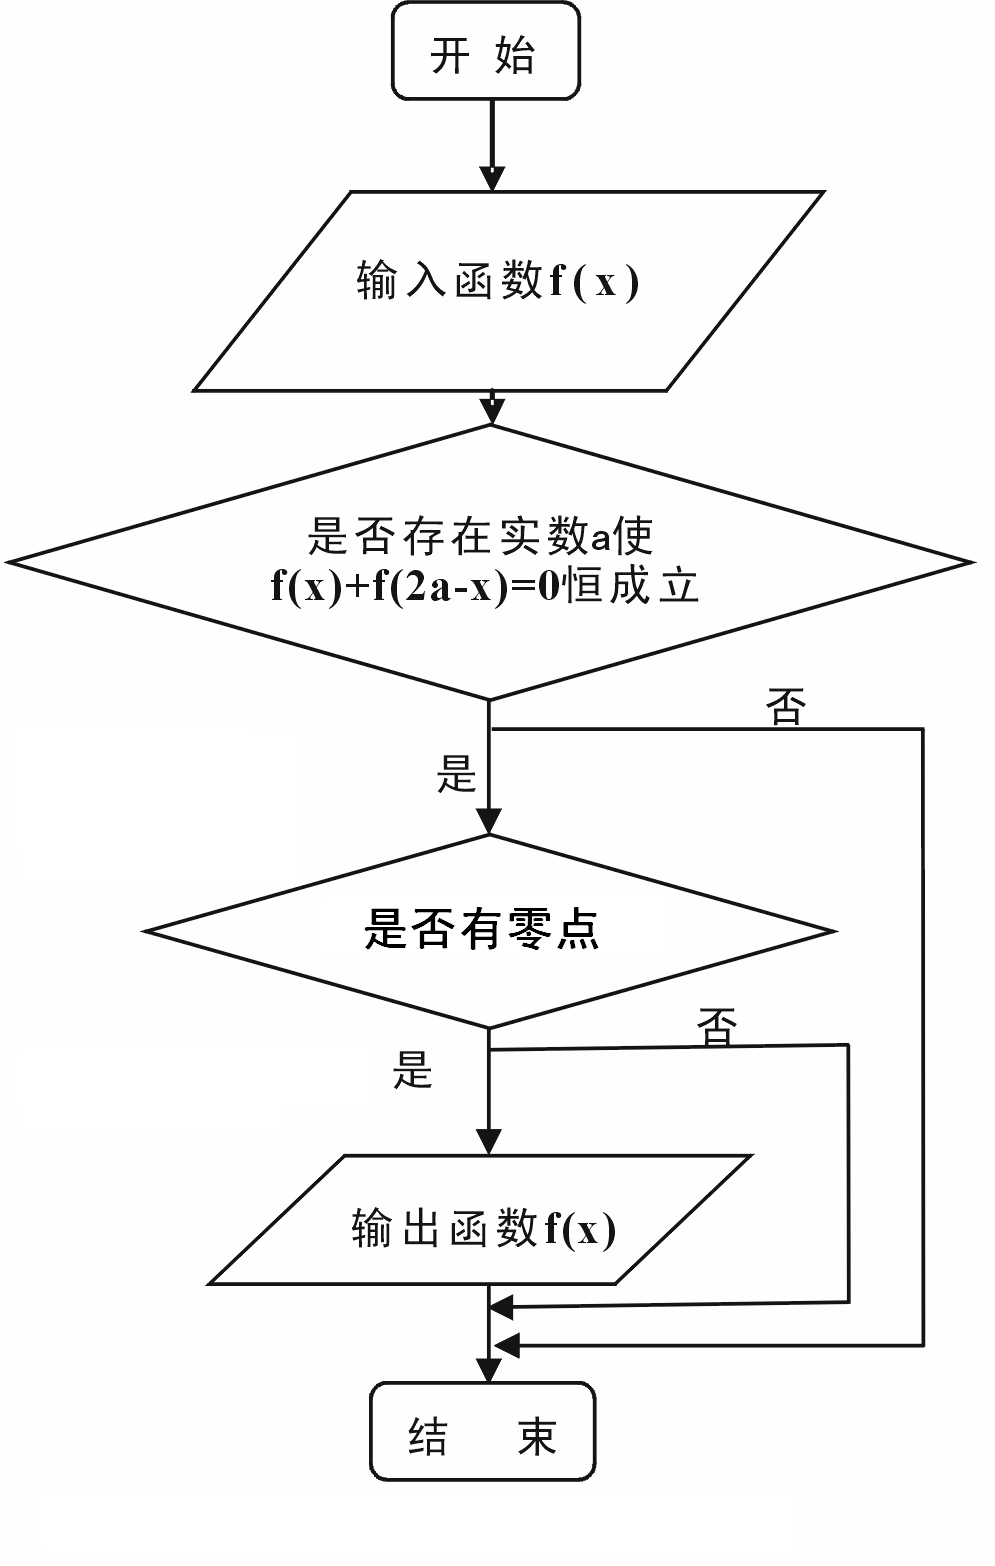 开 始
输入函数f(x)
是否存在实数a使
f(x)+f(2a-x)=0恒成立
否
是
是否有零点
否
是
输出函数f(x)
结 束